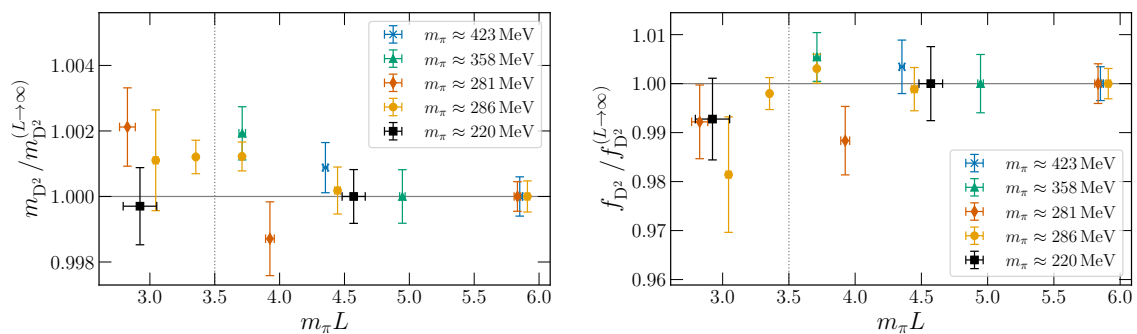 m_{D^2} / m_{D^2}^{(L→∞)}
1.004
1.002
1.000
0.998
m_π ≈ 423 MeV
m_π ≈ 358 MeV
m_π ≈ 281 MeV
m_π ≈ 286 MeV
m_π ≈ 220 MeV
3.0 3.5 4.0 4.5 5.0 5.5 6.0
m_π L
f_{D^2} / f_{D^2}^{(L→∞)}
1.02
1.01
1.00
0.99
0.98
0.97
0.96
m_π ≈ 423 MeV
m_π ≈ 358 MeV
m_π ≈ 281 MeV
m_π ≈ 286 MeV
m_π ≈ 220 MeV
3.0 3.5 4.0 4.5 5.0 5.5 6.0
m_π L